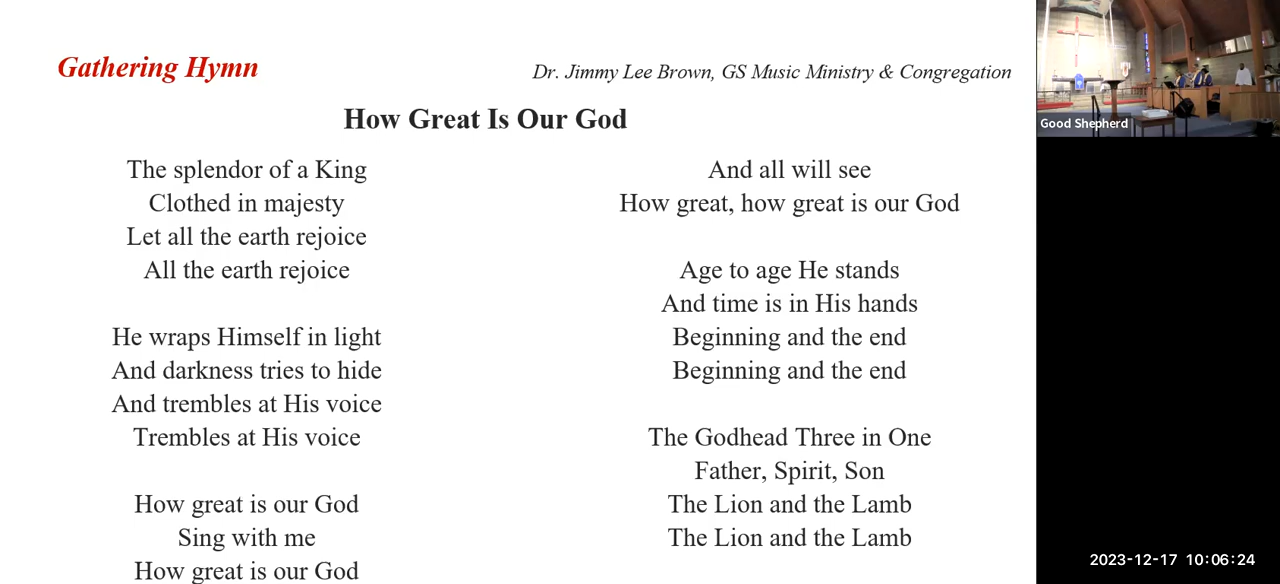 Gathering Hymn
Dr. Jimmy Lee Brown, GS Music Ministry & Congregation
How Great Is Our God
The splendor of a King
Clothed in majesty
Let all the earth rejoice
All the earth rejoice
He wraps Himself in light
And darkness tries to hide
And trembles at His voice
Trembles at His voice
How great is our God
Sing with me
How great is our God
And all will see
How great, how great is our God
Age to age He stands
And time is in His hands
Beginning and the end
Beginning and the end
The Godhead Three in One
Father, Spirit, Son
The Lion and the Lamb
The Lion and the Lamb
Good Shepherd
2023-12-17 10:06:24